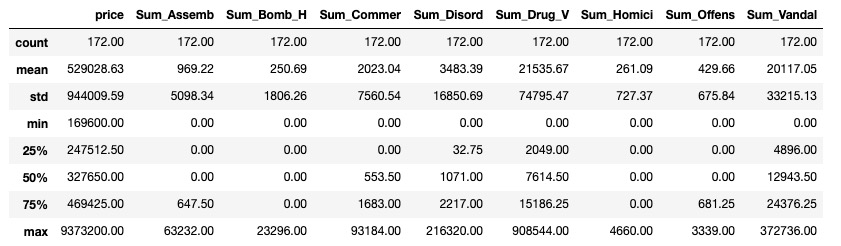 price Sum_Assemb Sum_Bomb_H Sum_Commer Sum_Disord Sum_Drug_V Sum_Homici Sum_Offens Sum_Vandal
count 172.00 172.00 172.00 172.00 172.00 172.00 172.00 172.00 172.00
mean 529028.63 969.22 250.69 2023.04 3483.39 21535.67 261.09 429.66 20117.05
std 944009.59 5098.34 1806.26 7560.54 16850.69 74795.47 727.37 675.84 33215.13
min 169600.00 0.00 0.00 0.00 0.00 0.00 0.00 0.00 0.00
25% 247512.50 0.00 0.00 0.00 32.75 2049.00 0.00 0.00 4896.00
50% 327650.00 0.00 0.00 553.50 1071.00 7614.50 0.00 0.00 12943.50
75% 469425.00 647.50 0.00 1683.00 2217.00 15186.25 0.00 681.25 24376.25
max 9373200.00 63232.00 23296.00 93184.00 216320.00 908544.00 4660.00 3339.00 372736.00